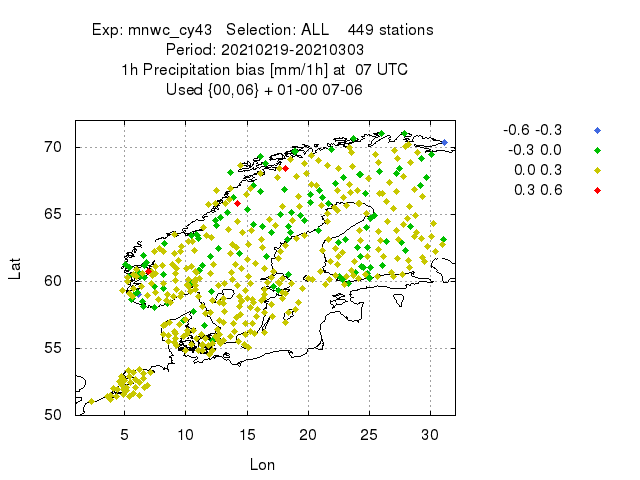 Exp: mnwc_cy43 Selection: ALL 449 stations
Period: 20210219-20210303
1h Precipitation bias [mm/1h] at 07 UTC
Used {00,06} + 01-00 07-06
-0.6 -0.3
-0.3 0.0
0.0 0.3
0.3 0.6
70
65
60
55
50
Lat
5 10 15 20 25 30
Lon